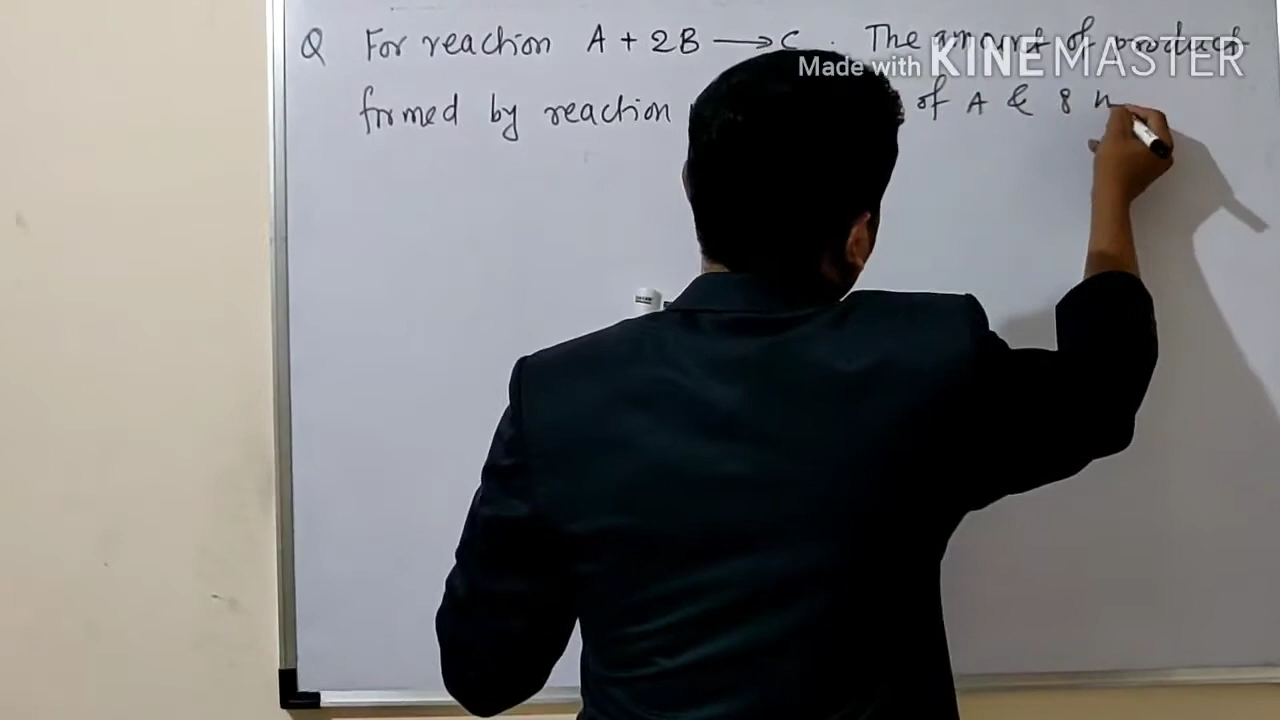 Q For reaction A + 2B → C . The amount of product
Made with KINEMASTER
formed by reaction of A & 8